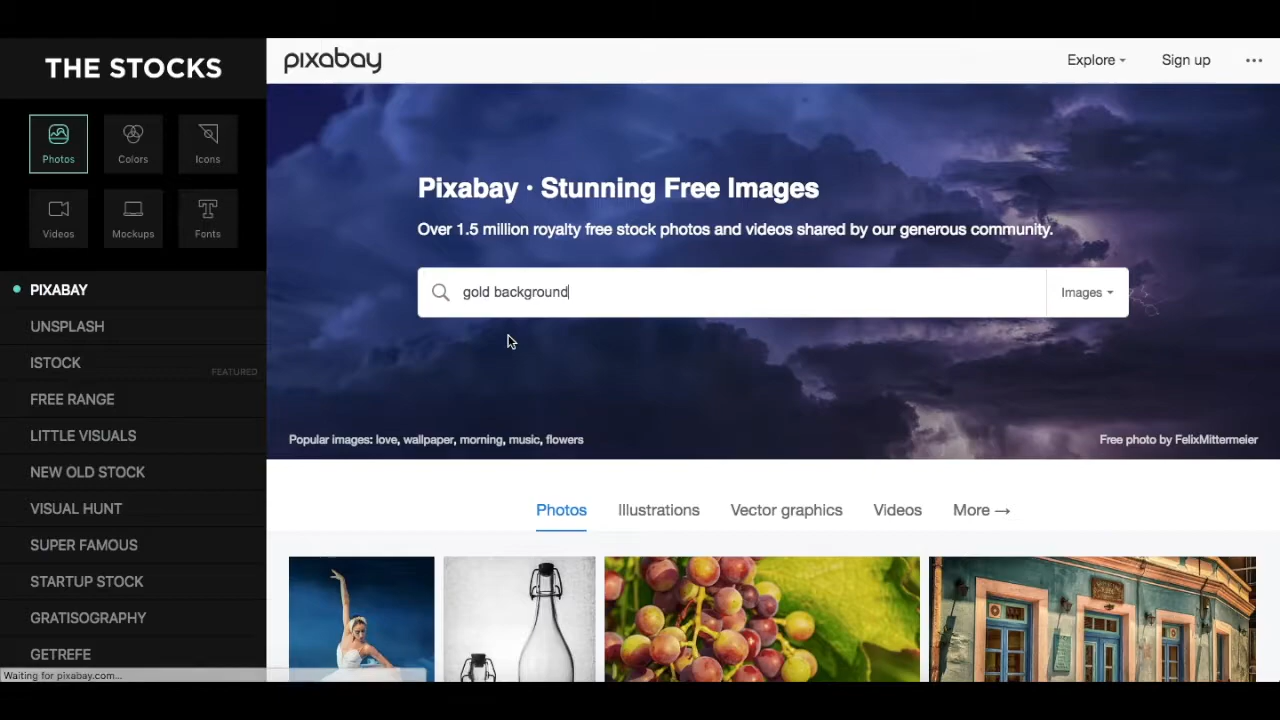 THE STOCKS
Photos
Colors
Icons
Videos
Mockups
Fonts
PIXABAY
UNSPLASH
ISTOCK
FEATURED
FREE RANGE
LITTLE VISUALS
NEW OLD STOCK
VISUAL HUNT
SUPER FAMOUS
STARTUP STOCK
GRATISOGRAPHY
GETREFE
Waiting for pixabay.com...
pixabay
Explore
Sign up
Pixabay · Stunning Free Images
Over 1.5 million royalty free stock photos and videos shared by our generous community.
gold background
Images
Popular images: love, wallpaper, morning, music, flowers
Free photo by FelixMittermeier
Photos
Illustrations
Vector graphics
Videos
More →